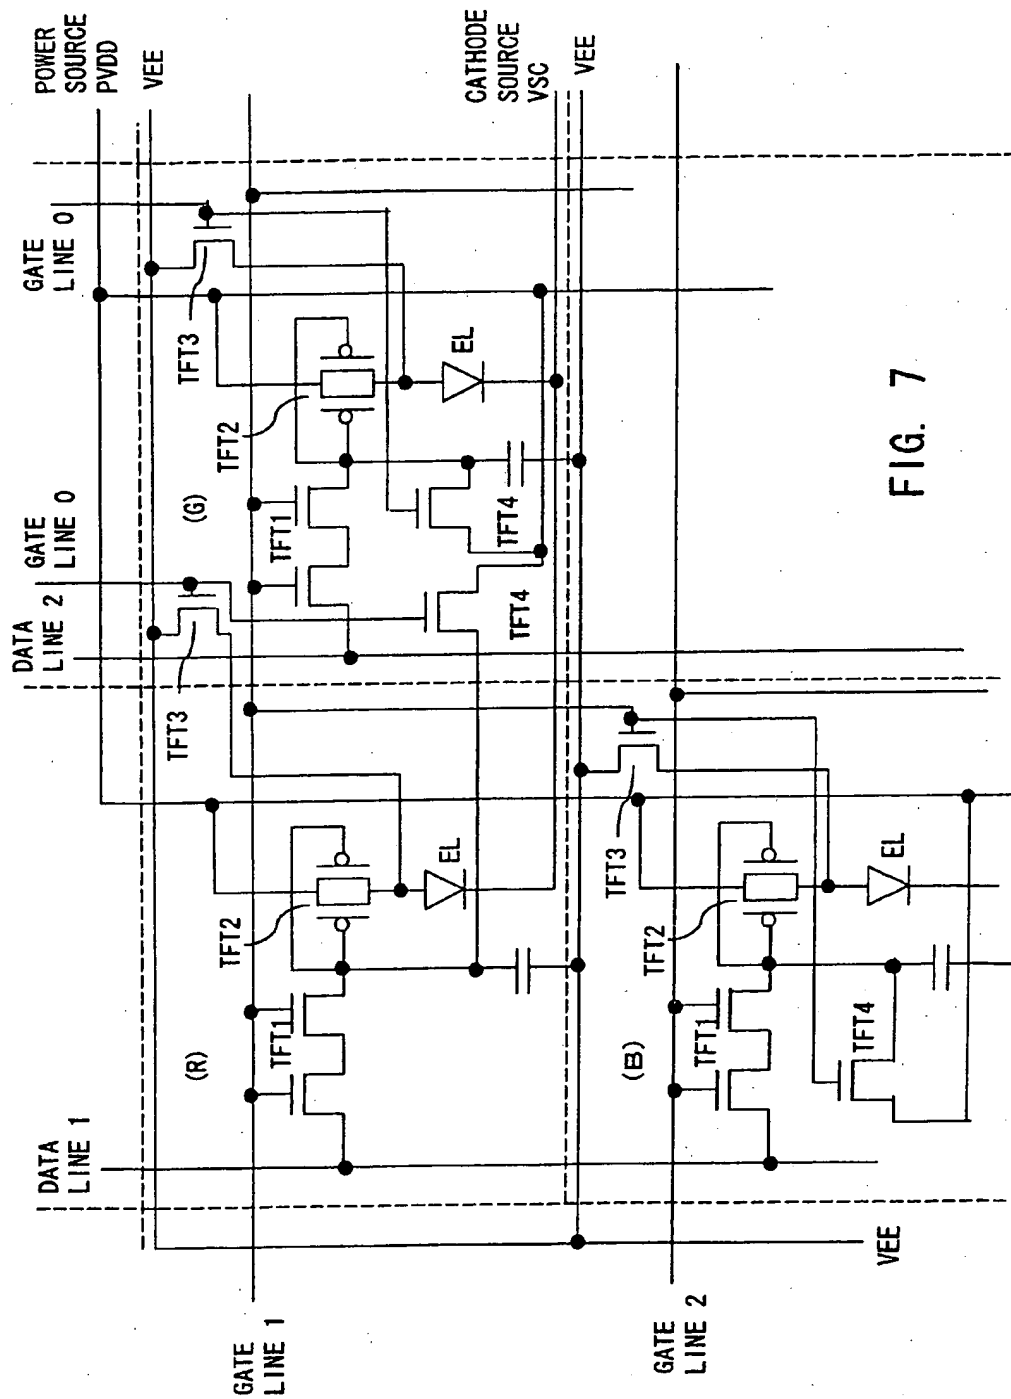 DATA
LINE 1
DATA
LINE 2
GATE
LINE 0
GATE
LINE 0
POWER
SOURCE
PVDD
VEE
GATE
LINE 1
(R)
TFT1
TFT2
EL
TFT3
(G)
TFT1
TFT2
TFT3
EL
TFT4
TFT4
CATHODE
SOURCE
VSC
VEE
GATE
LINE 2
(B)
TFT1
TFT2
TFT3
EL
TFT4
VEE
FIG. 7